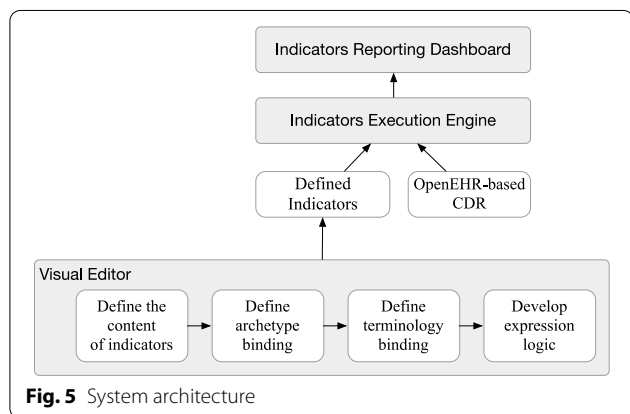 Indicators Reporting Dashboard
Indicators Execution Engine
Defined
Indicators
OpenEHR-based
CDR
Visual Editor
Define the
content
of indicators
Define
archetype
binding
Define
terminology
binding
Develop
expression
logic
Fig. 5 System architecture